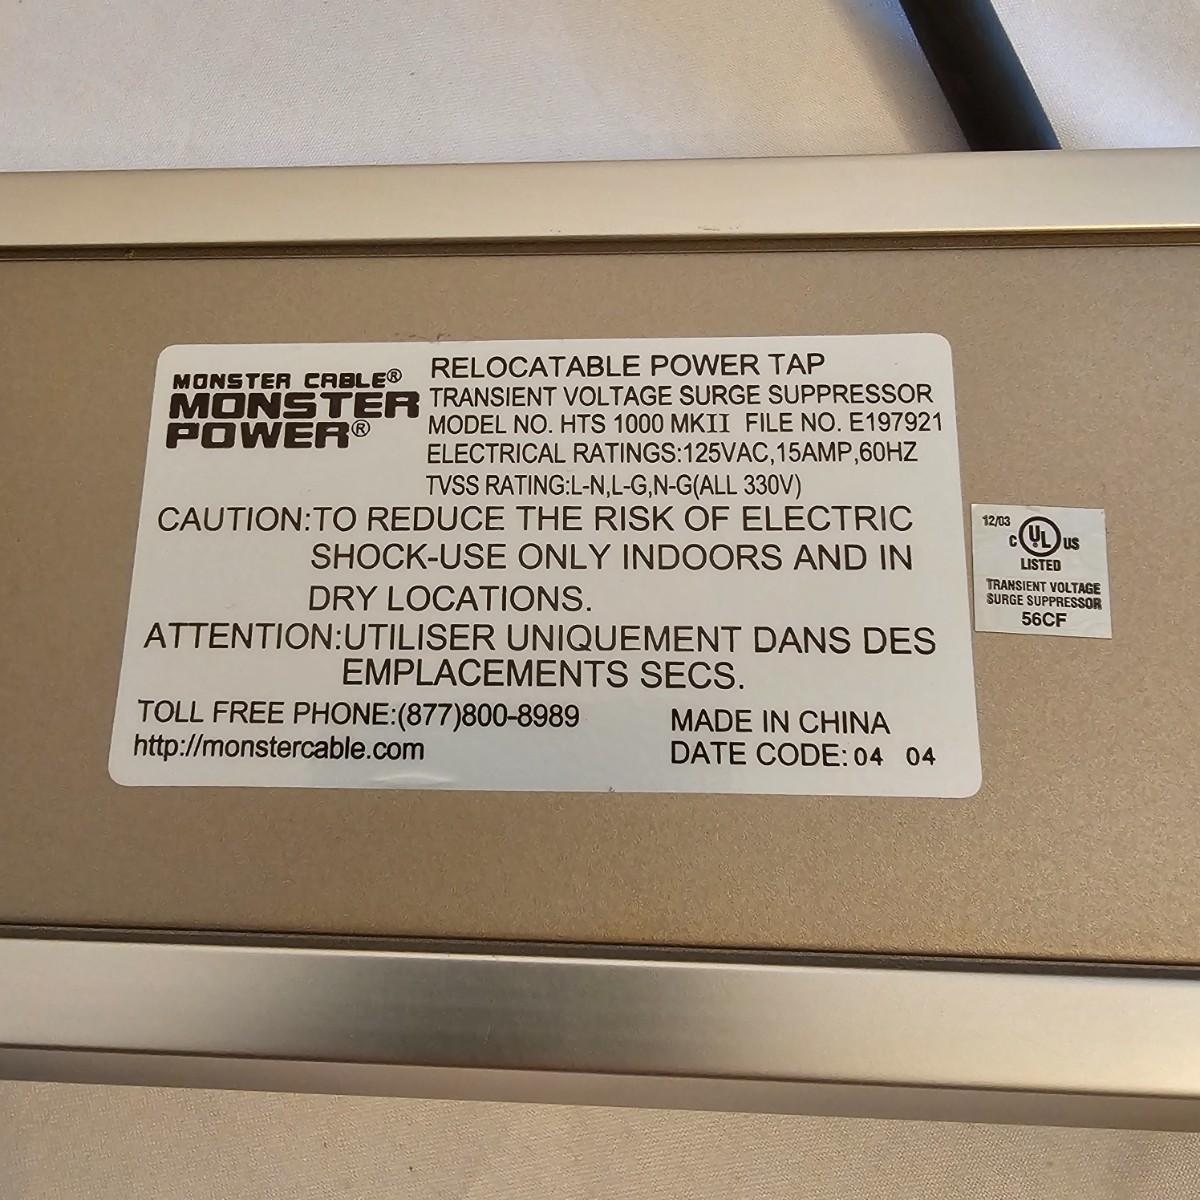 MONSTER CABLE®
MONSTER
POWER®
RELOCATABLE POWER TAP
TRANSIENT VOLTAGE SURGE SUPPRESSOR
MODEL NO. HTS 1000 MKII FILE NO. E197921
ELECTRICAL RATINGS:125VAC,15AMP,60HZ
TVSS RATING:L-N,L-G,N-G(ALL 330V)
CAUTION:TO REDUCE THE RISK OF ELECTRIC
SHOCK-USE ONLY INDOORS AND IN
DRY LOCATIONS.
ATTENTION:UTILISER UNIQUEMENT DANS DES
EMPLACEMENTS SECS.
TOLL FREE PHONE:(877)800-8989
http://monstercable.com
MADE IN CHINA
DATE CODE: 04 04
12/03
C UL US
LISTED
TRANSIENT VOLTAGE
SURGE SUPPRESSOR
56CF